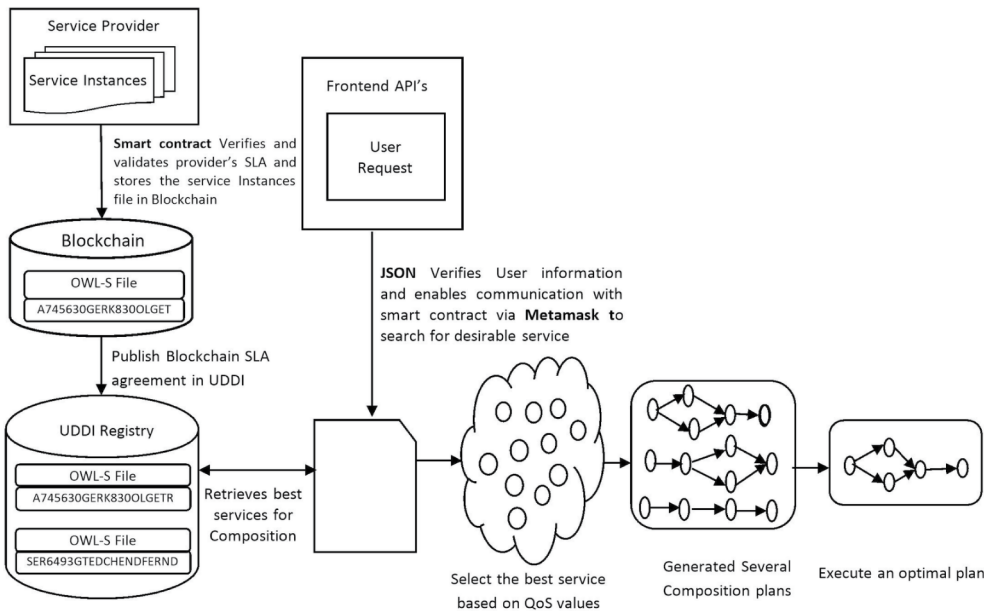 Service Provider
Service Instances
Smart contract Verifies and
validates provider's SLA and
stores the service Instances
file in Blockchain
Frontend API's
User
Request
Blockchain
OWL-S File
A745630GERK830OLGET
JSON Verifies User information
and enables communication with
smart contract via Metamask to
search for desirable service
Publish Blockchain SLA
agreement in UDDI
UDDI Registry
OWL-S File
A745630GERK830OLGETR
OWL-S File
SER6493GTEDCHENDFERND
Retrieves best
services for
Composition
Select the best service
based on QoS values
Generated Several
Composition plans
Execute an optimal plan